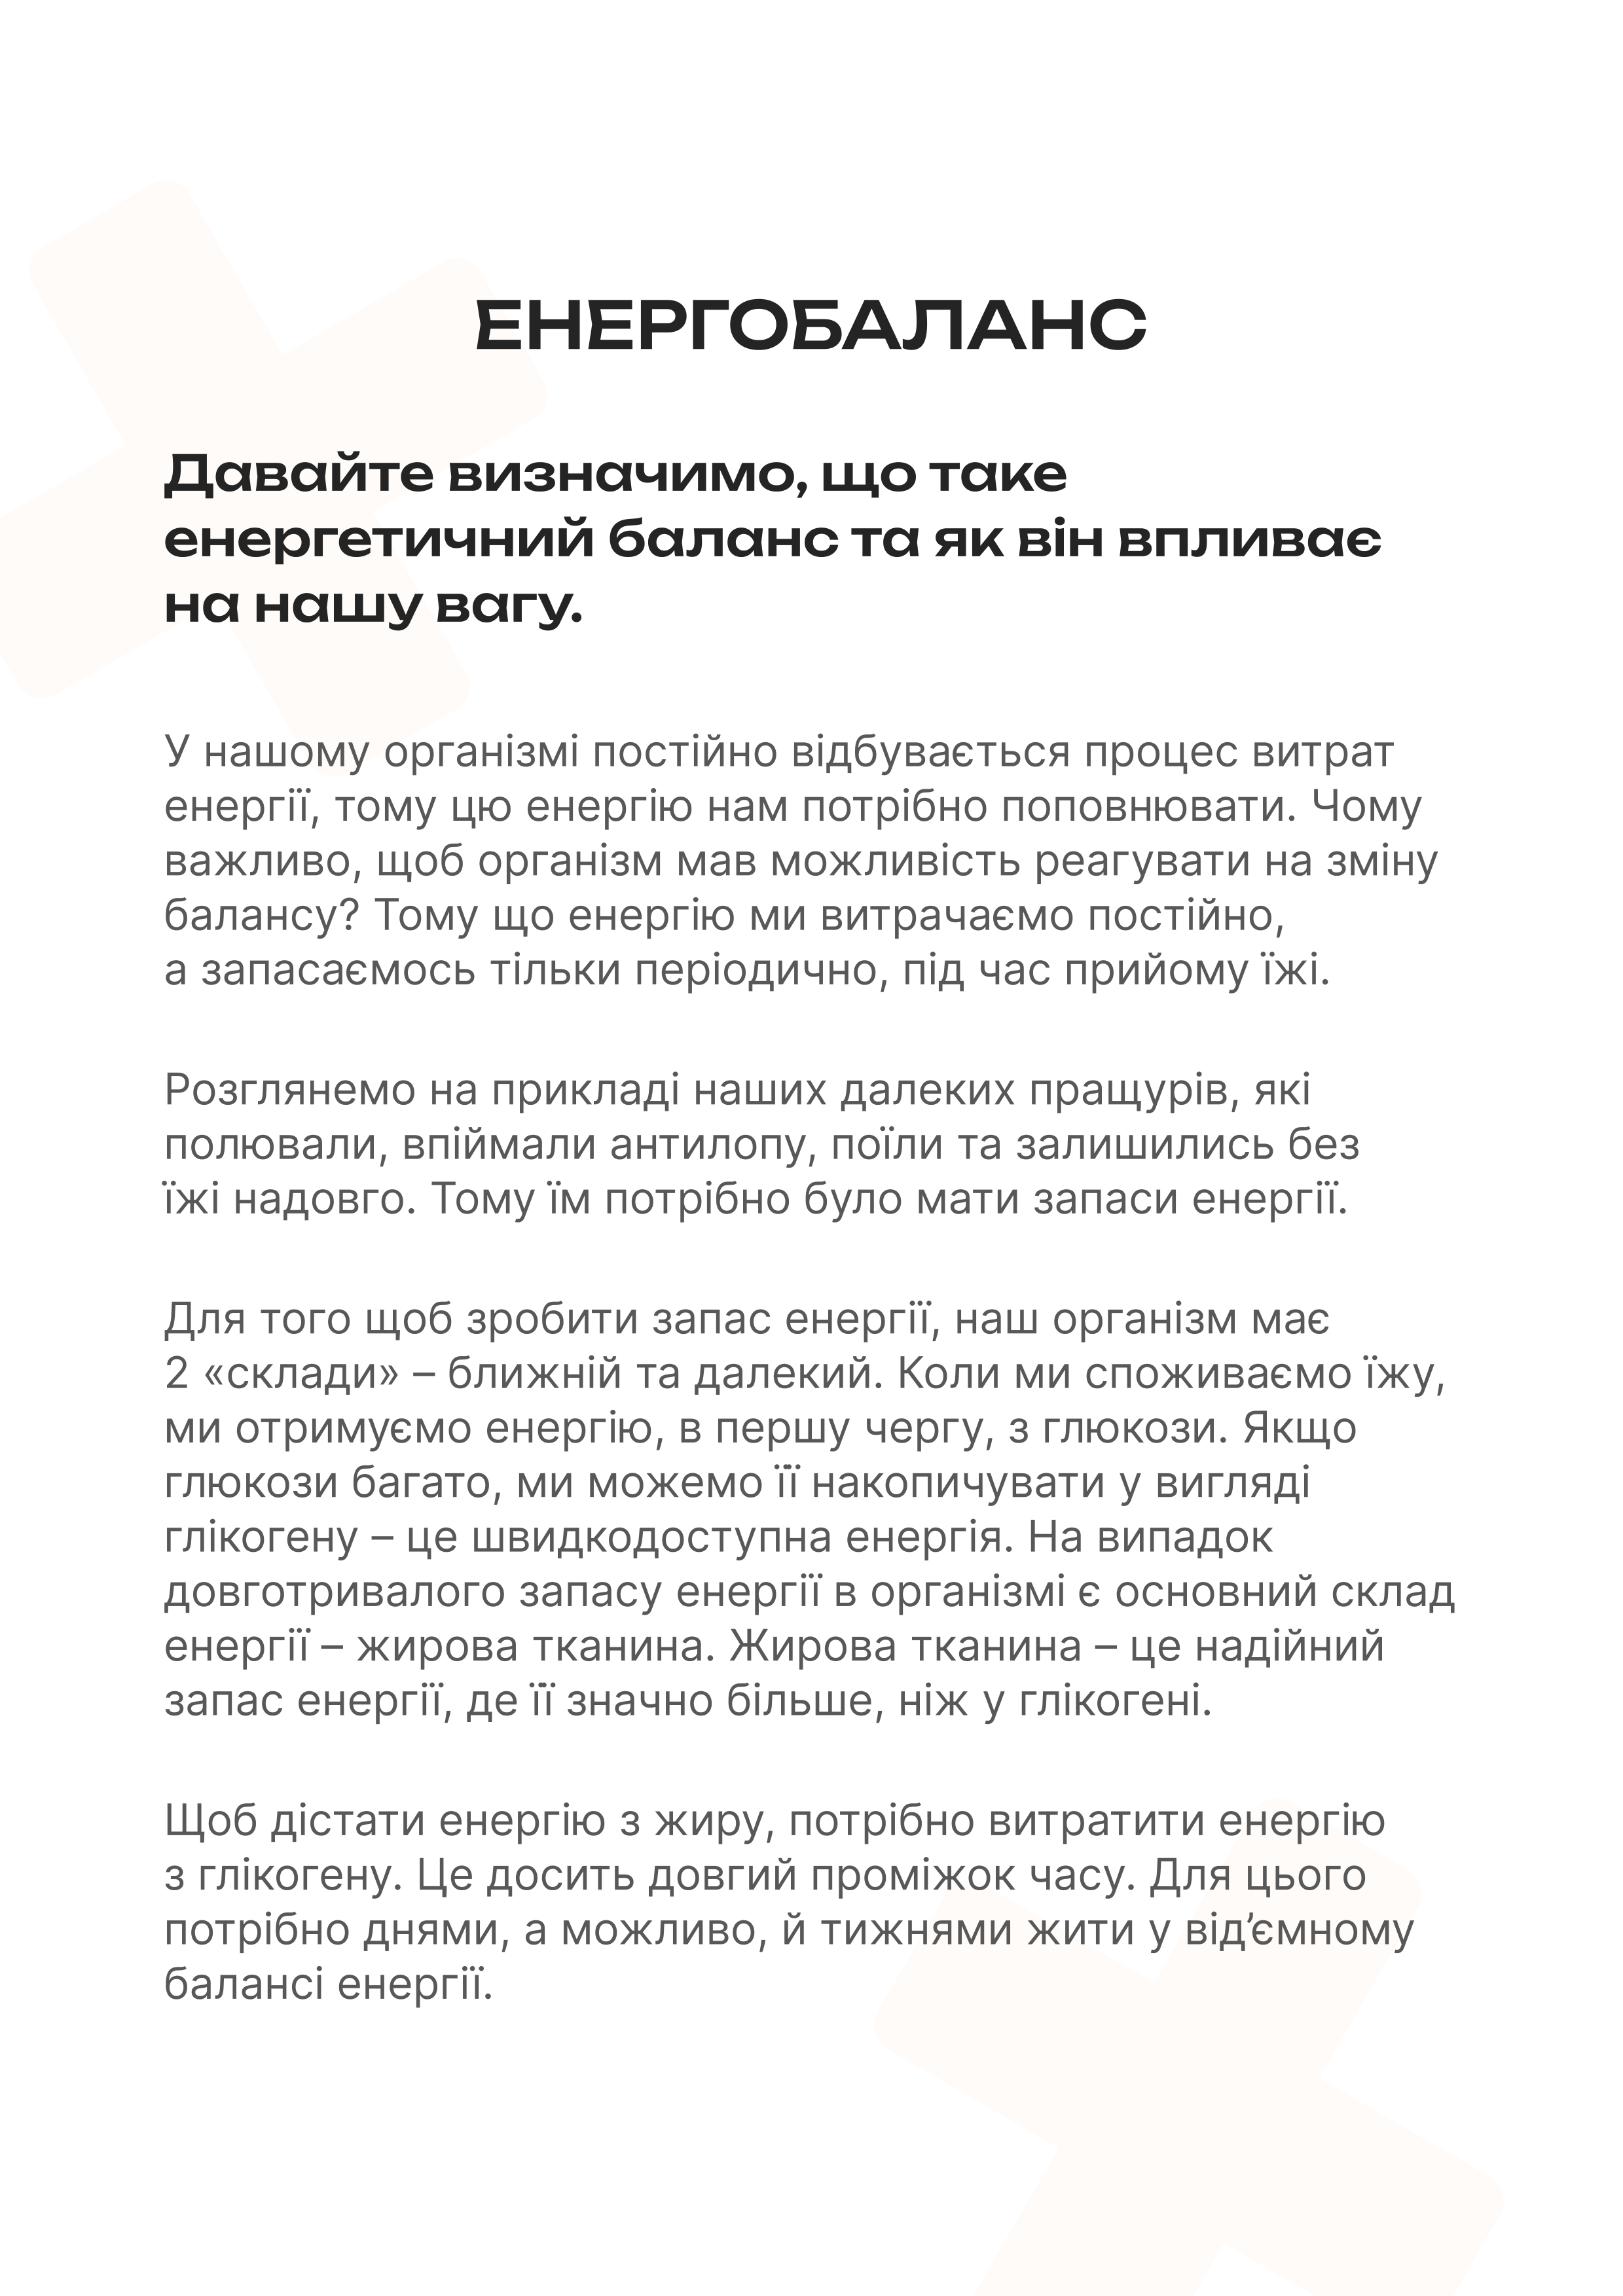 ЕНЕРГОБАЛАНС
Давайте визначимо, що таке
енергетичний баланс та як він впливає
на нашу вагу.
У нашому організмі постійно відбувається процес витрат
енергії, тому цю енергію нам потрібно поповнювати. Чому
важливо, щоб організм мав можливість реагувати на зміну
балансу? Тому що енергію ми витрачаємо постійно,
а запасаємось тільки періодично, під час прийому їжі.
Розглянемо на прикладі наших далеких пращурів, які
полювали, впіймали антилопу, поїли та залишились без
їжі надовго. Тому їм потрібно було мати запаси енергії.
Для того щоб зробити запас енергії, наш організм має
2 «склади» – ближній та далекий. Коли ми споживаємо їжу,
ми отримуємо енергію, в першу чергу, з глюкози. Якщо
глюкози багато, ми можемо її накопичувати у вигляді
глікогену – це швидкодоступна енергія. На випадок
довготривалого запасу енергії в організмі є основний склад
енергії – жирова тканина. Жирова тканина – це надійний
запас енергії, де її значно більше, ніж у глікогені.
Щоб дістати енергію з жиру, потрібно витратити енергію
з глікогену. Це досить довгий проміжок часу. Для цього
потрібно днями, а можливо, й тижнями жити у від’ємному
балансі енергії.